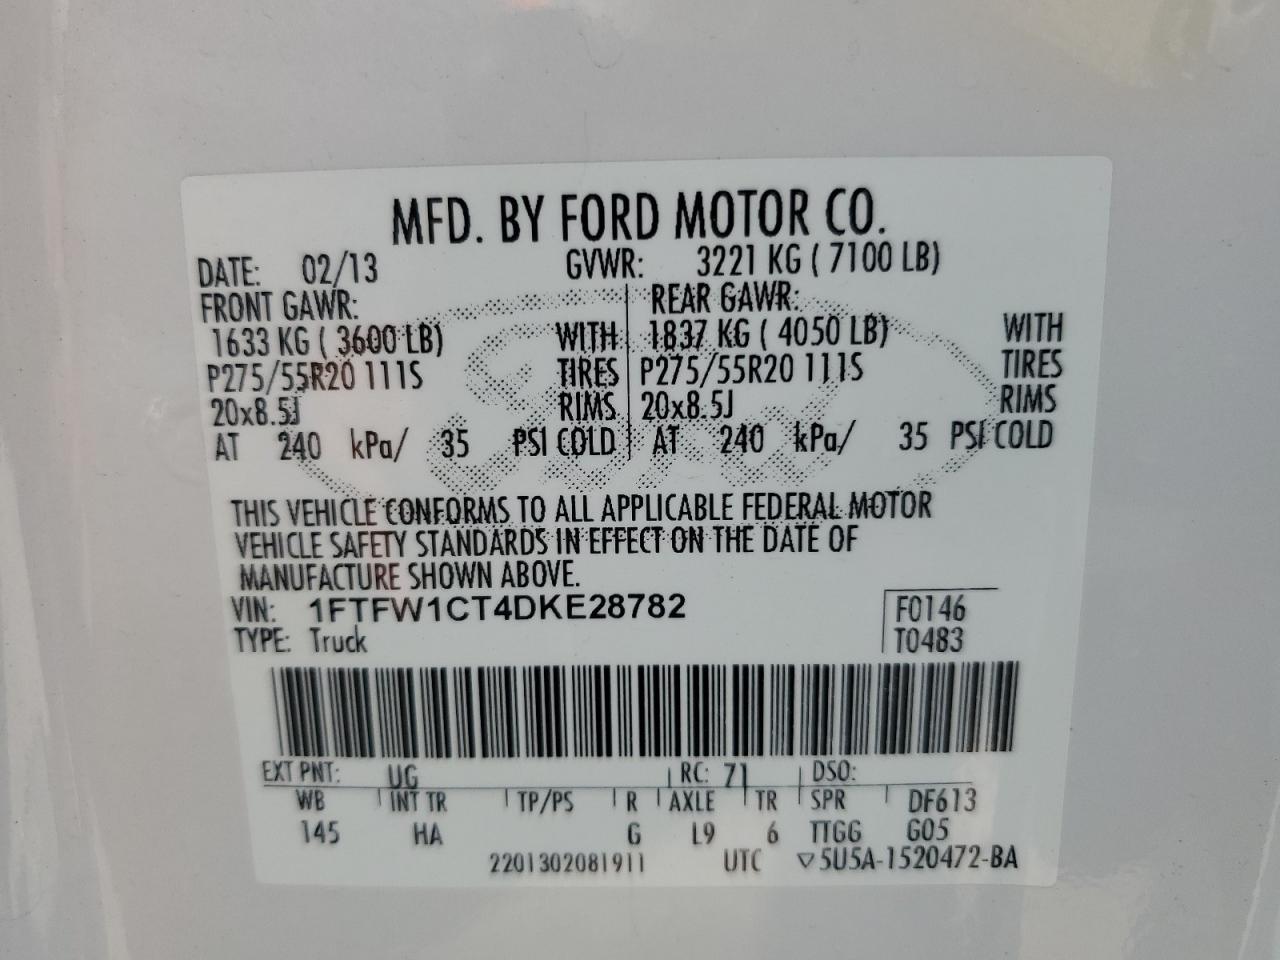 MFD. BY FORD MOTOR CO.
DATE: 02/13 GVWR: 3221 KG ( 7100 LB)
FRONT GAWR: REAR GAWR:
1633 KG ( 3600 LB) WITH 1837 KG ( 4050 LB) WITH
P275/55R20 111S TIRES P275/55R20 111S TIRES
20x8.5J RIMS 20x8.5J RIMS
AT 240 kPa/ 35 PSI COLD AT 240 kPa/ 35 PSI COLD
THIS VEHICLE CONFORMS TO ALL APPLICABLE FEDERAL MOTOR
VEHICLE SAFETY STANDARDS IN EFFECT ON THE DATE OF
MANUFACTURE SHOWN ABOVE.
VIN: 1FTFW1CT4DKE28782 F0146
TYPE: Truck T0483
EXT PNT: UG RC: 71 DSO:
WB INT TR TP/PS R AXLE TR SPR DF613
145 HA G L9 6 TTGG G05
2201302081911 UTC ▽5U5A-1520472-BA